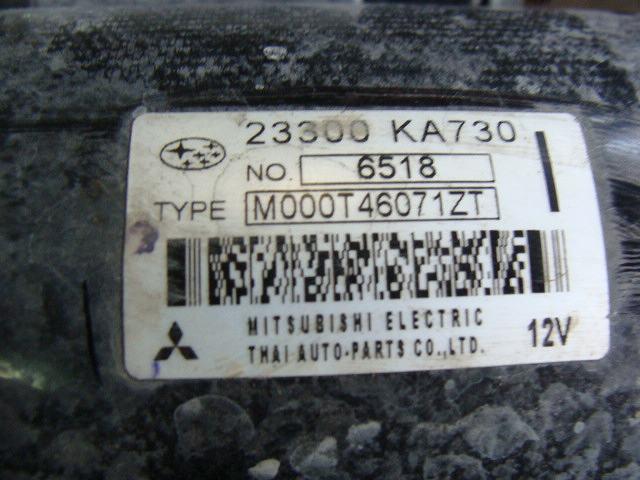 23300 KA730
NO. 6518
TYPE M000T46071ZT
MITSUBISHI ELECTRIC
THAI AUTO-PARTS CO.,LTD. 12V